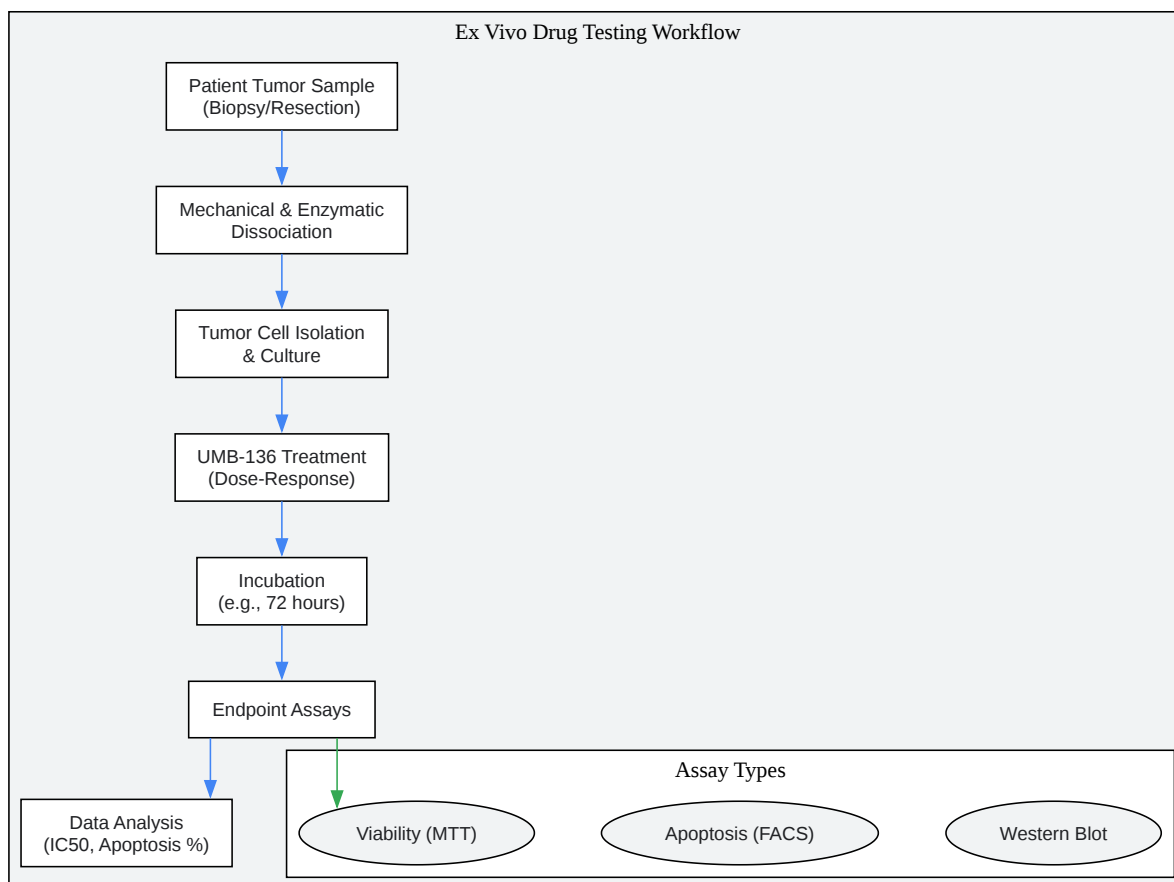 Ex Vivo Drug Testing Workflow
Patient Tumor Sample
(Biopsy/Resection)
Mechanical & Enzymatic
Dissociation
Tumor Cell Isolation
& Culture
UMB-136 Treatment
(Dose-Response)
Incubation
(e.g., 72 hours)
Endpoint Assays
Assay Types
Data Analysis
(IC50, Apoptosis %)
Viability (MTT)
Apoptosis (FACS)
Western Blot